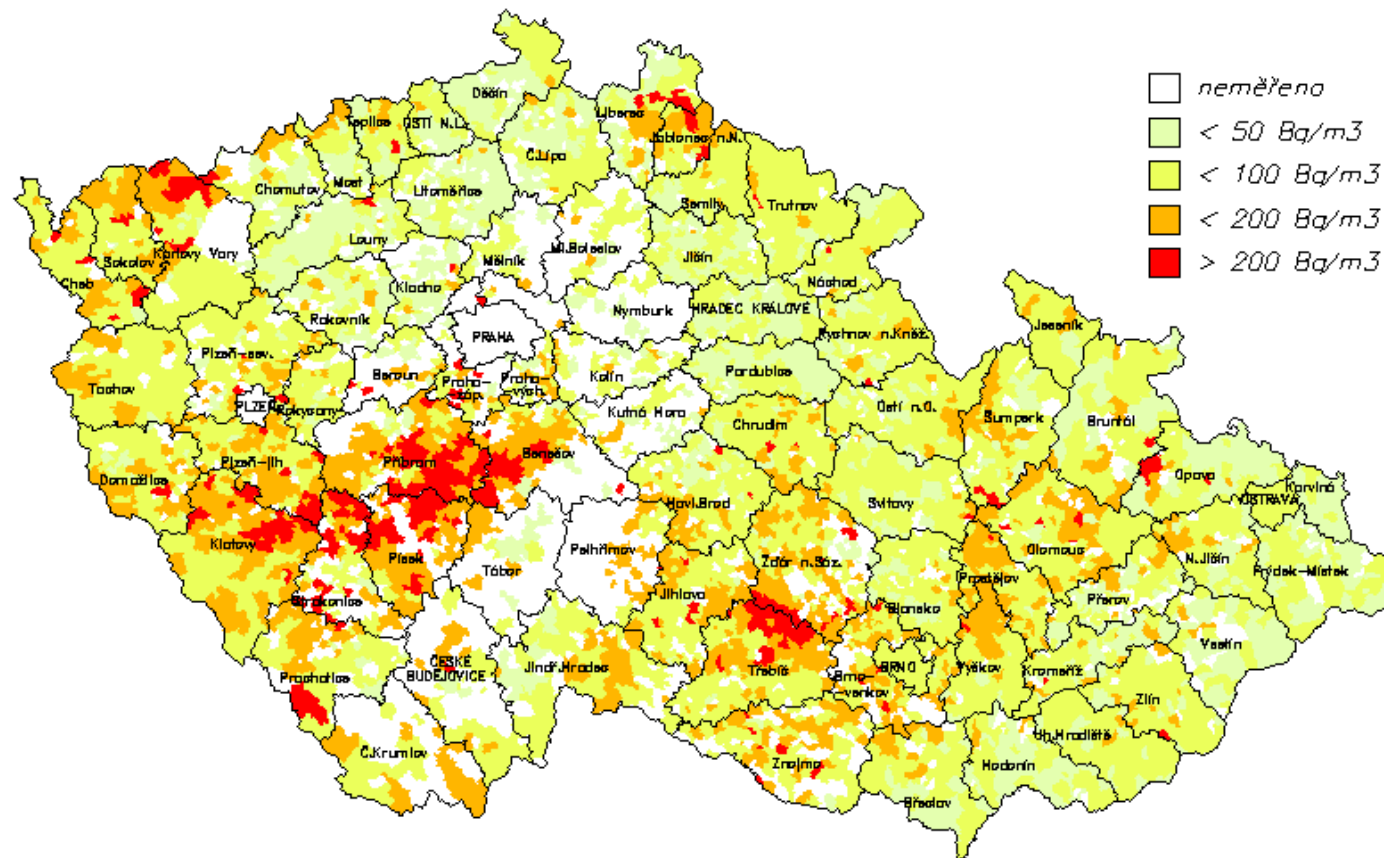 neměřeno
< 50 Bq/m3
< 100 Bq/m3
< 200 Bq/m3
> 200 Bq/m3
Děčín
Liberec
Teplice
ÚSTÍ N.L.
Jablonec n.N.
Č.Lípa
Chomutov
Most
Litoměřice
Semily
Trutnov
Louny
Ml.Boleslav
Jičín
Karlovy Vary
Sokolov
Mělník
Cheb
Kladno
Náchod
Nymburk
HRADEC KRÁLOVÉ
Rakovník
PRAHA
Rychnov n.Kněž.
Jeseník
Plzeň-sev.
Tachov
Beroun
Praha-
západ.
Praha-
vých.
Kolín
Pardubice
PLZEŇ
Rokycany
Kutná Hora
Chrudim
Ústí n.O.
Šumperk
Bruntál
Plzeň-jih
Příbram
Benešov
Domažlice
Opava
Karviná
OSTRAVA
Havl.Brod
Svitavy
Klatovy
Písek
Pelhřimov
Žďár n.Sáz.
Olomouc
N.Jičín
Frýdek-Místek
Tábor
Jihlava
Prostějov
Přerov
Strakonice
Blansko
Vsetín
ČESKÉ
BUDĚJOVICE
Jindř.Hradec
Třebíč
BRNO
Brno-
venkov
Vyškov
Kroměříž
Prachatice
Zlín
Uh.Hradiště
Č.Krumlov
Znojmo
Hodonín
Břeclav